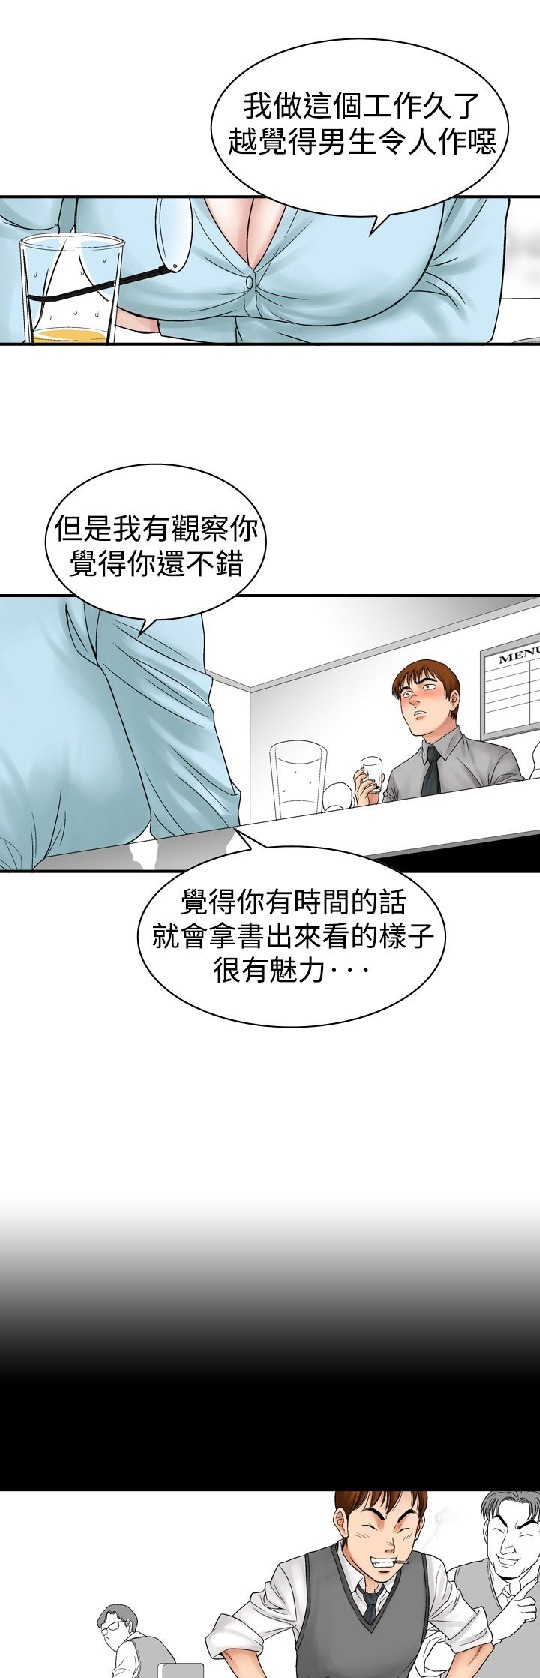 我做這個工作久了
越覺得男生令人作噁
但是我有觀察你
覺得你還不錯
MENU
覺得你有時間的話
就會拿書出來看的樣子
很有魅力···